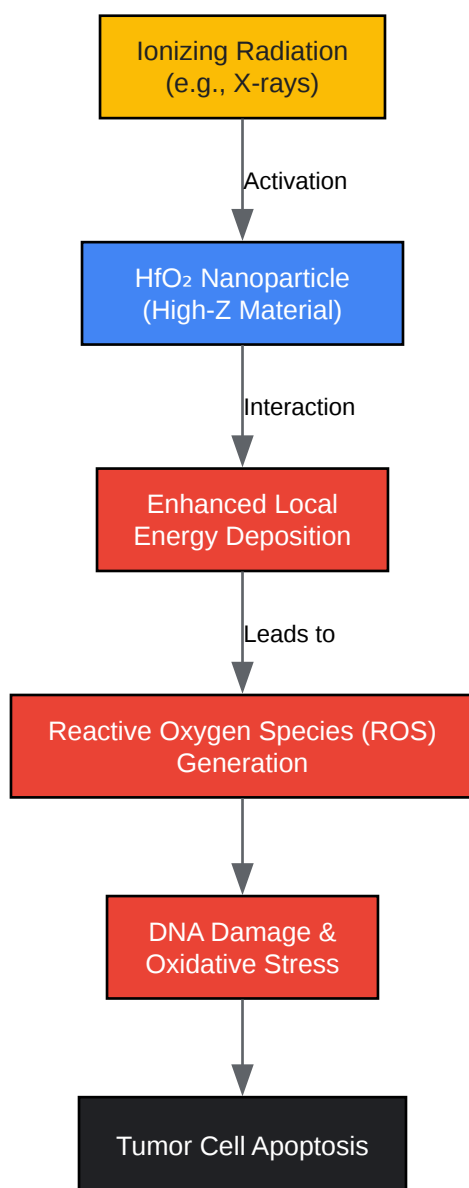 Ionizing Radiation
(e.g., X-rays)
Activation
HfO₂ Nanoparticle
(High-Z Material)
Interaction
Enhanced Local
Energy Deposition
Leads to
Reactive Oxygen Species (ROS)
Generation
DNA Damage &
Oxidative Stress
Tumor Cell Apoptosis